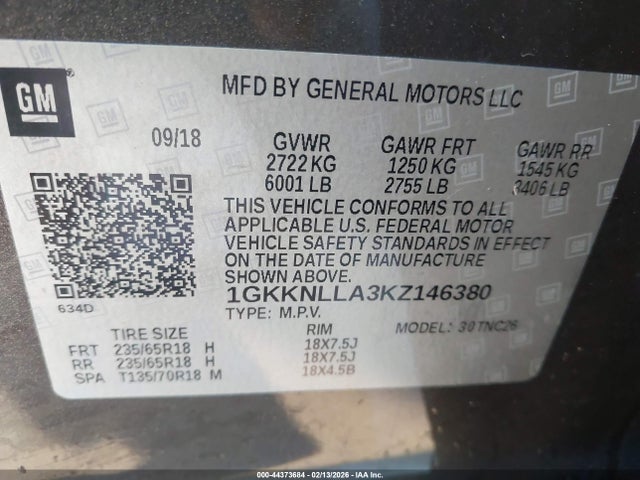 GM
MFD BY GENERAL MOTORS LLC
09/18 GVWR GAWR FRT GAWR RR
2722 KG 1250 KG 1545 KG
6001 LB 2755 LB 3406 LB
THIS VEHICLE CONFORMS TO ALL
APPLICABLE U.S. FEDERAL MOTOR
VEHICLE SAFETY STANDARDS IN EFFECT
ON THE DATE OF MANUFACTURE
SHOWN ABOVE.
1GKKNLLA3KZ146380
634D
TYPE: M.P.V. MODEL: TNC26
TIRE SIZE RIM
FRT 235/65R18 H 18X7.5J
RR 235/65R18 H 18X7.5J
SPA T135/70R18 M 18X4.5B
000-44373684 - 02/13/2026 - IAA Inc.